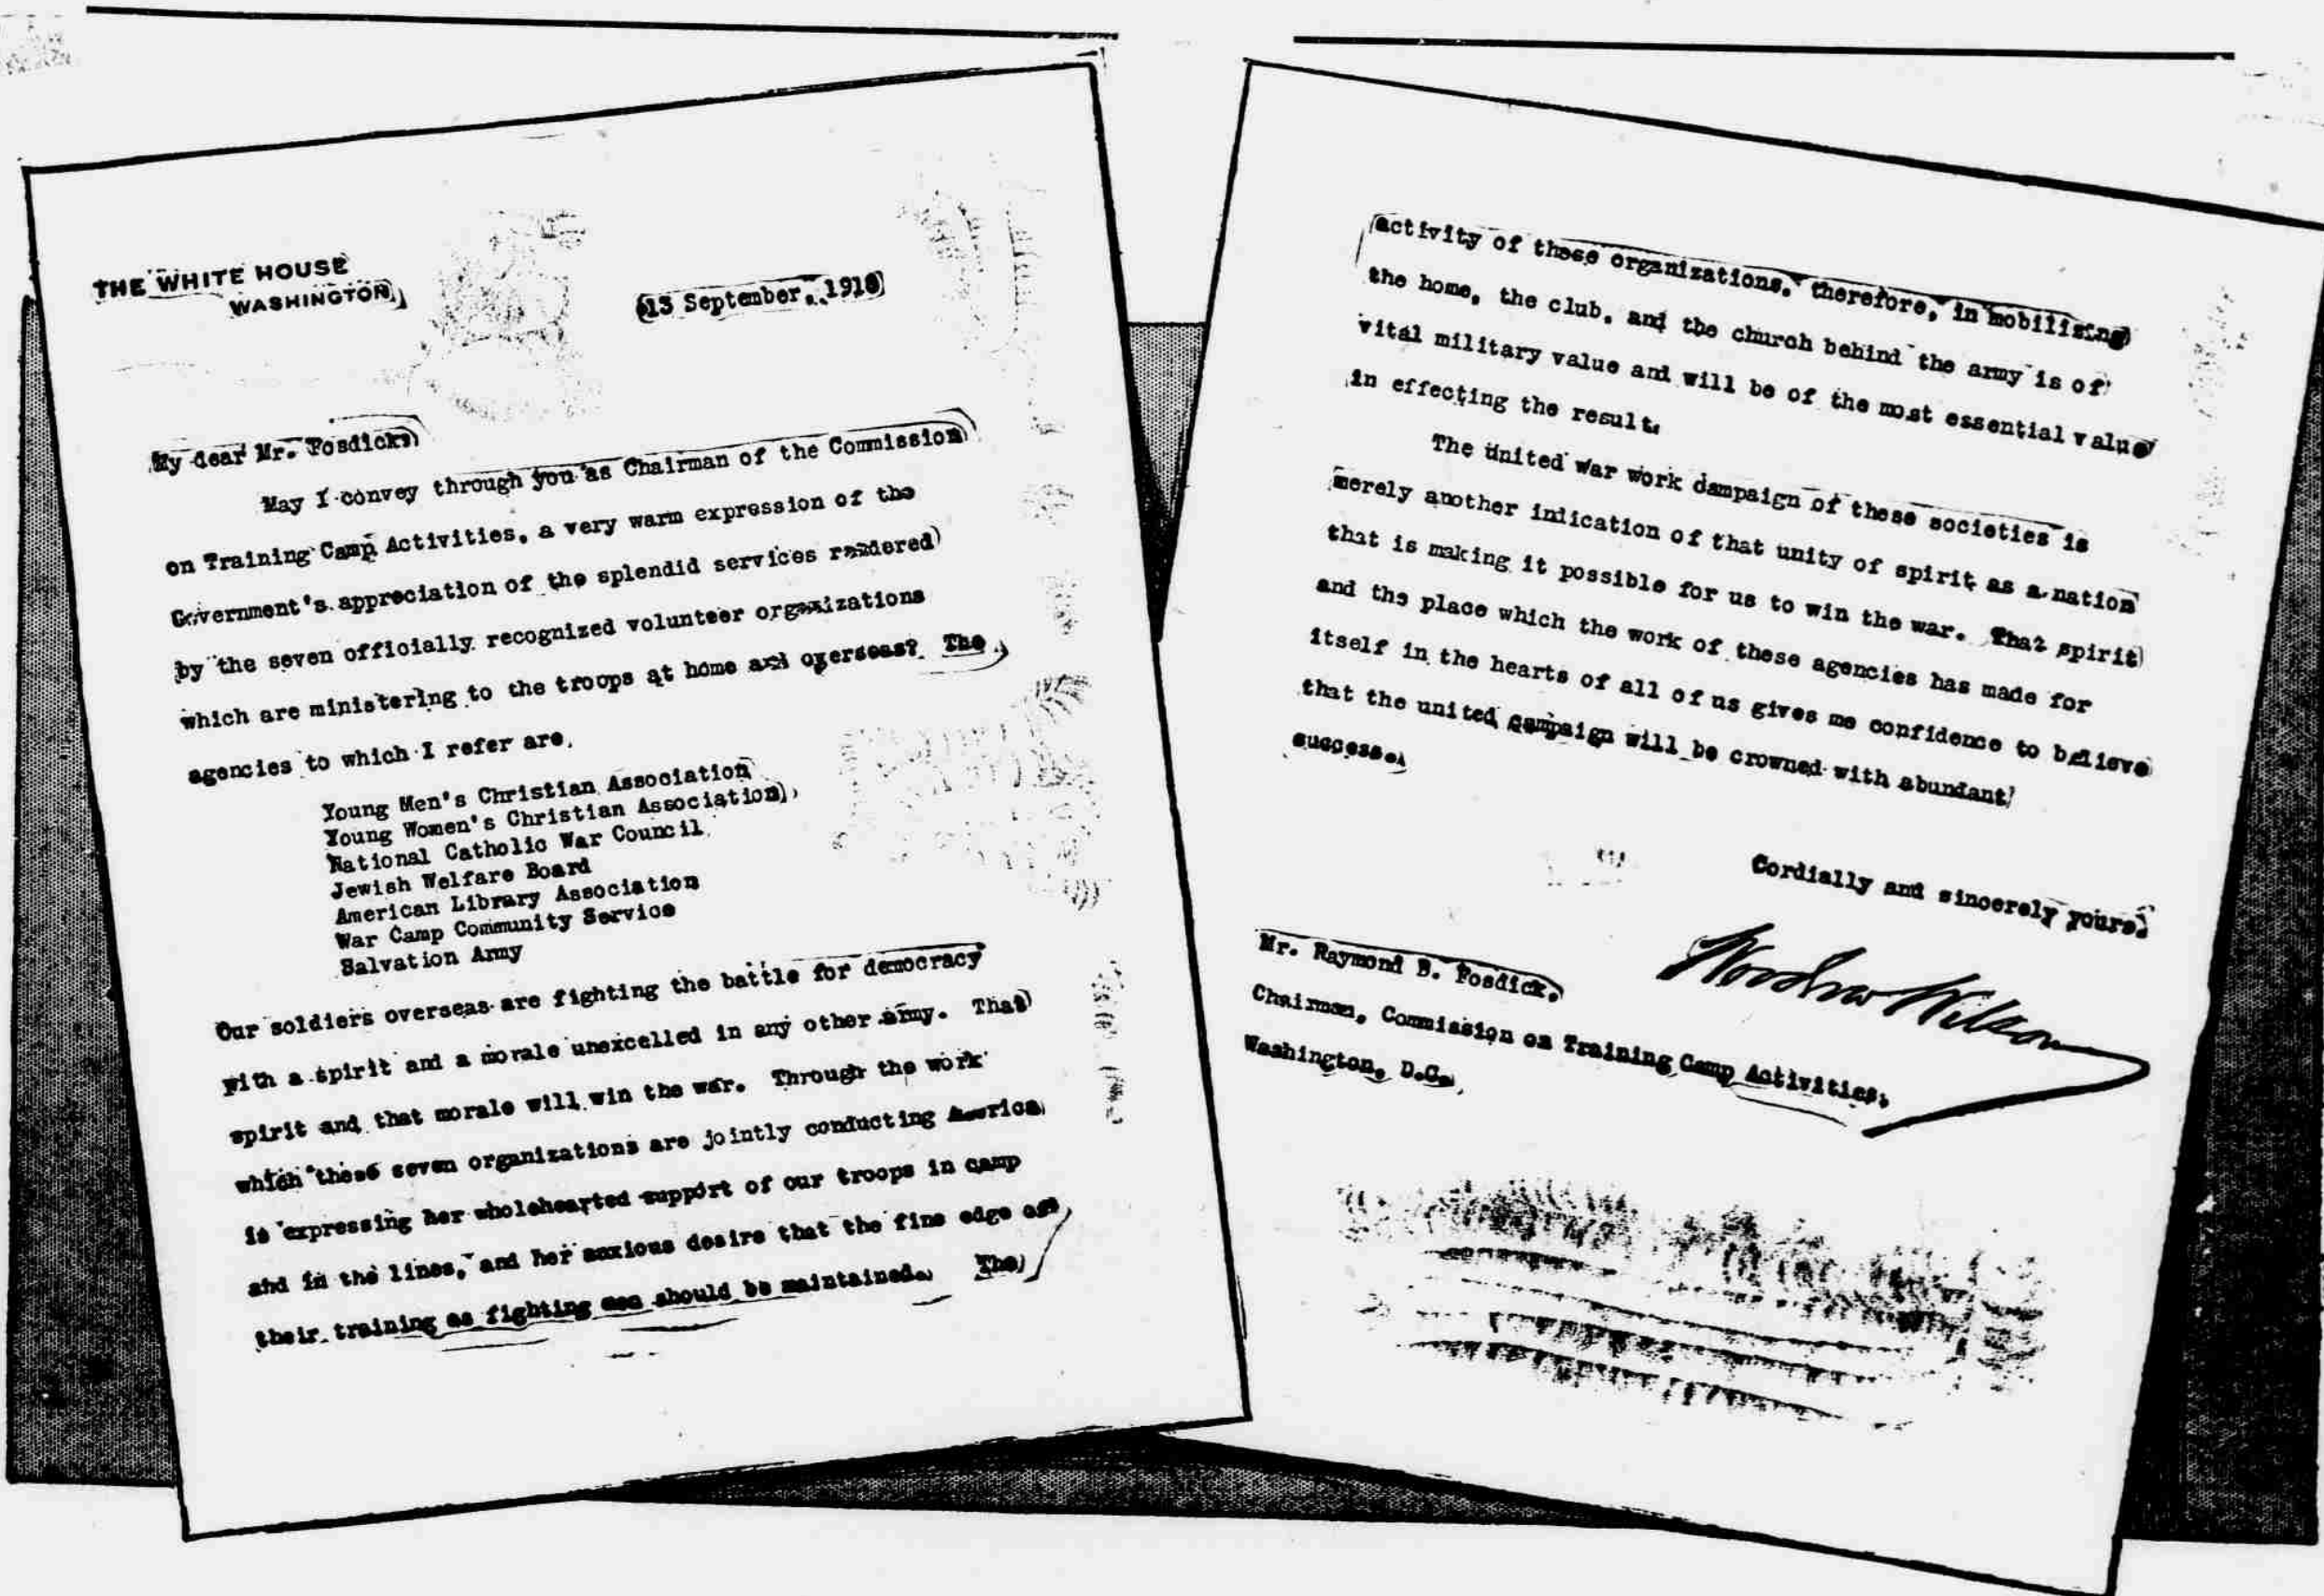 THE WHITE HOUSE
WASHINGTON
13 September, 1918
My dear Mr. Fosdick:
May I convey through you as Chairman of the Commission
on Training Camp Activities, a very warm expression of the
Government's appreciation of the splendid services rendered
by the seven officially recognized volunteer organizations
which are ministering to the troops at home and overseas? The
agencies to which I refer are,
Young Men's Christian Association
Young Women's Christian Association
National Catholic War Council
Jewish Welfare Board
American Library Association
War Camp Community Service
Salvation Army
Our soldiers overseas are fighting the battle for democracy
with a spirit and a morale unexcelled in any other army. That
spirit and that morale will win the war. Through the work
which these seven organizations are jointly conducting America
is expressing her wholehearted support of our troops in camp
and in the lines, and her anxious desire that the fine edge of
their training as fighting men should be maintained. The
activity of these organizations, therefore, in mobilizing
the home, the club, and the church behind the army is of
vital military value and will be of the most essential value
in effecting the result.
The United war work campaign of these societies is
merely another indication of that unity of spirit as a nation
that is making it possible for us to win the war. That spirit
and the place which the work of these agencies has made for
itself in the hearts of all of us gives me confidence to believe
that the united campaign will be crowned with abundant
success.
Cordially and sincerely yours,
Woodrow Wilson
Mr. Raymond B. Fosdick,
Chairman, Commission on Training Camp Activities,
Washington, D.C.